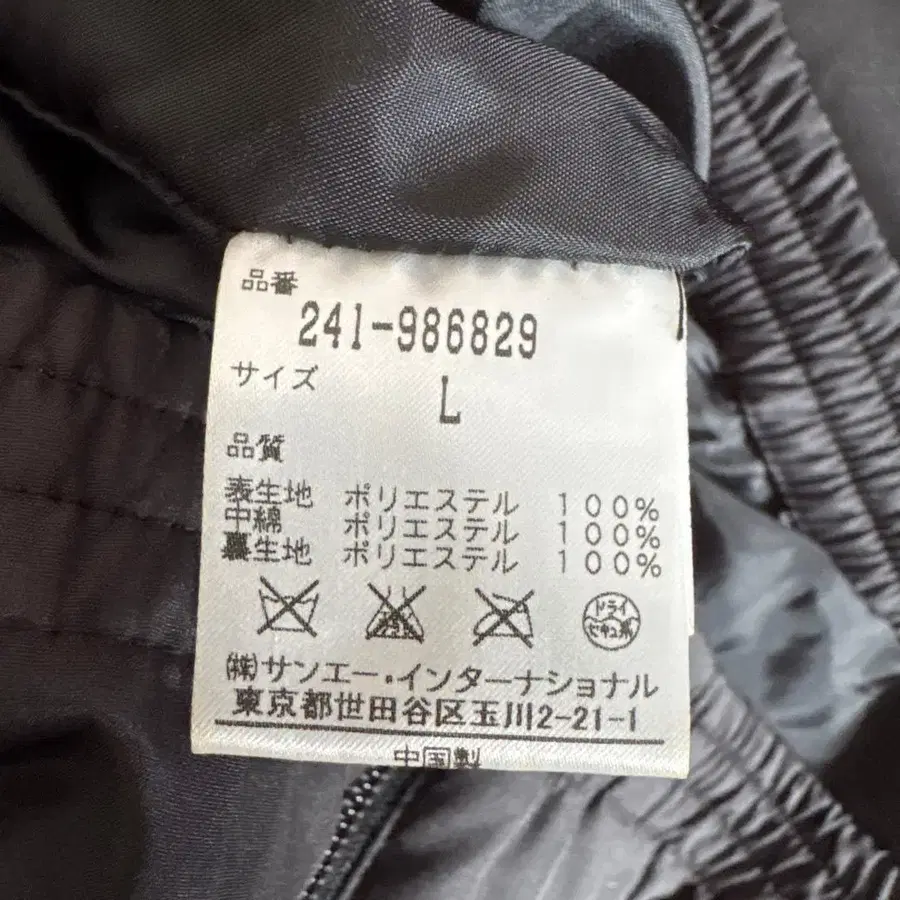 品番
241-986829
サイズ
L
品質
表生地 ポリエステル 100%
中綿 ポリエステル 100%
裏生地 ポリエステル 100%
ドライ
セキユ系
㈱サンエー・インターナショナル
東京都世田谷区玉川2-21-1
中国製